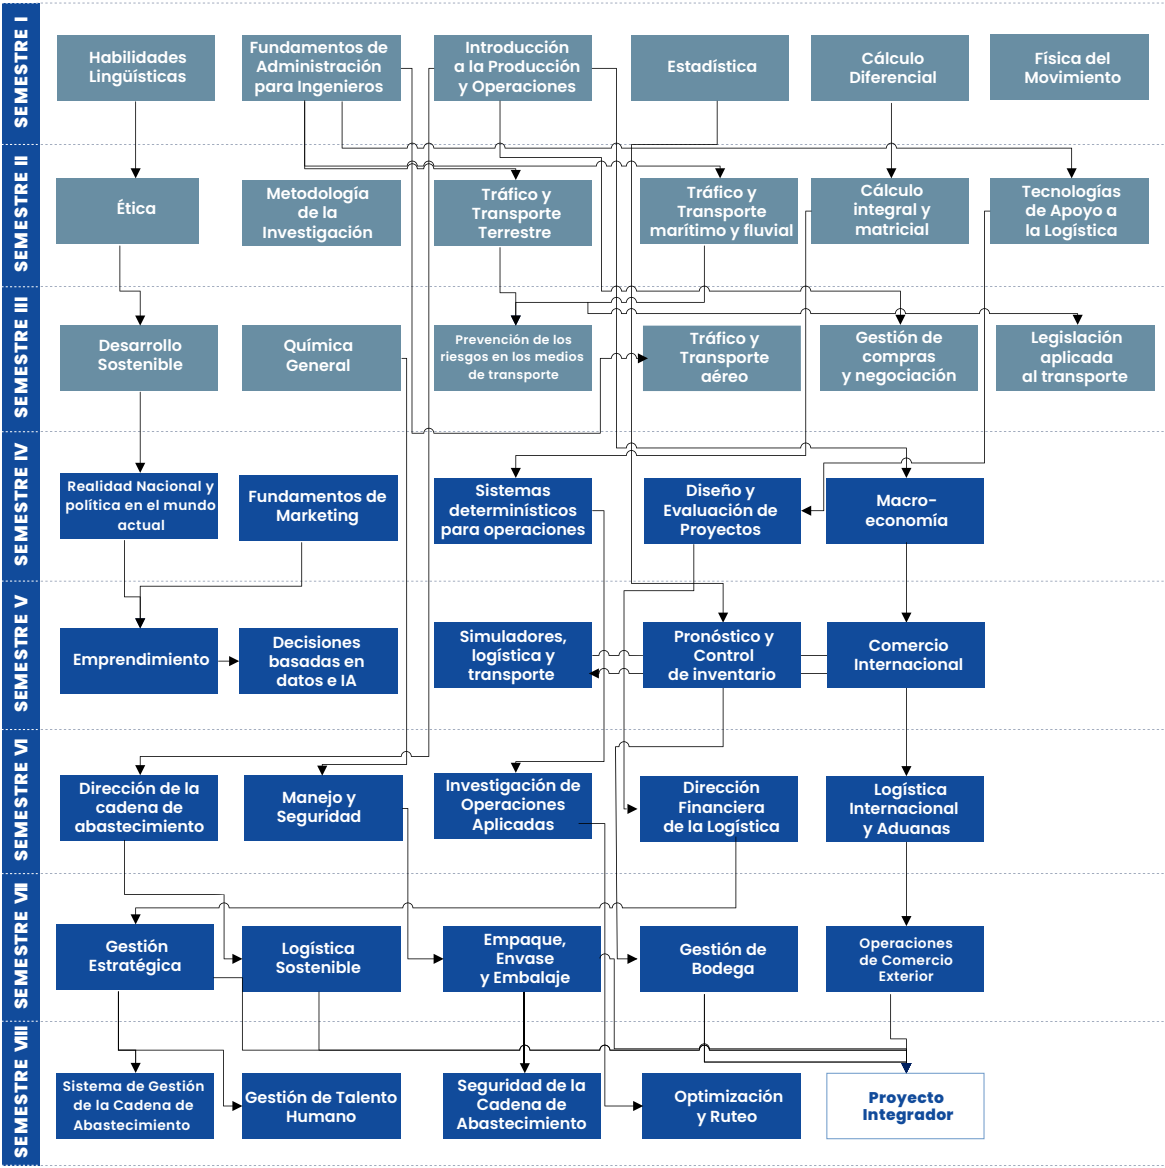 SEMESTRE I
Habilidades
Lingüísticas
Fundamentos de
Administración
para Ingenieros
Introducción
a la Producción
y Operaciones
Estadística
Cálculo
Diferencial
Física del
Movimiento
SEMESTRE II
Ética
Metodología
de la
Investigación
Tráfico y
Transporte
Terrestre
Tráfico y
Transporte
marítimo y fluvial
Cálculo
integral y
matricial
Tecnologías
de Apoyo a
la Logística
SEMESTRE III
Desarrollo
Sostenible
Química
General
Prevención de los
riesgos en los medios
de transporte
Tráfico y
Transporte
aéreo
Gestión de
compras
y negociación
Legislación
aplicada
al transporte
SEMESTRE IV
Realidad Nacional y
política en el mundo
actual
Fundamentos de
Marketing
Sistemas
determinísticos
para operaciones
Diseño y
Evaluación de
Proyectos
Macro-
economía
SEMESTRE V
Emprendimiento
Decisiones
basadas en
datos e IA
Simuladores,
logística y
transporte
Pronóstico y
Control
de inventario
Comercio
Internacional
SEMESTRE VI
Dirección de la
cadena de
abastecimiento
Manejo y
Seguridad
Investigación de
Operaciones
Aplicadas
Dirección
Financiera
de la Logística
Logística
Internacional
y Aduanas
SEMESTRE VII
Gestión
Estratégica
Logística
Sostenible
Empaque,
Envase
y Embalaje
Gestión de
Bodega
Operaciones
de Comercio
Exterior
SEMESTRE VIII
Sistema de Gestión
de la Cadena de
Abastecimiento
Gestión de Talento
Humano
Seguridad de la
Cadena de
Abastecimiento
Optimización
y Ruteo
Proyecto
Integrador